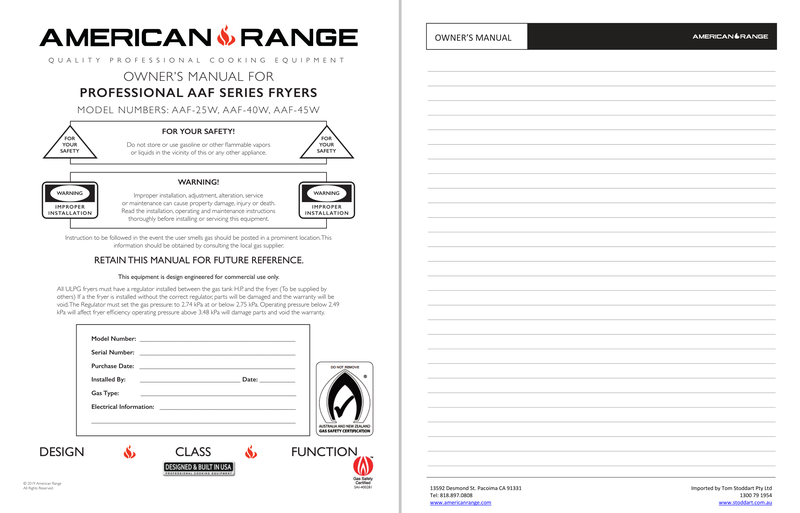 AMERICAN RANGE
QUALITY PROFESSIONAL COOKING EQUIPMENT
OWNER'S MANUAL FOR
PROFESSIONAL AAF SERIES FRYERS
MODEL NUMBERS: AAF-25W, AAF-40W, AAF-45W
FOR YOUR SAFETY!
FOR
YOUR
SAFETY
Do not store or use gasoline or other flammable vapors
or liquids in the vicinity of this or any other appliance.
FOR
YOUR
SAFETY
WARNING!
WARNING
IMPROPER
INSTALLATION
Improper installation, adjustment, alteration, service
or maintenance can cause property damage, injury or death.
Read the installation, operating and maintenance instructions
thoroughly before installing or servicing this equipment.
WARNING
IMPROPER
INSTALLATION
Instruction to be followed in the event the user smells gas should be posted in a prominent location. This
information should be obtained by consulting the local gas supplier.
RETAIN THIS MANUAL FOR FUTURE REFERENCE.
This equipment is design engineered for commercial use only.
All ULPG fryers must have a regulator installed between the gas tank H.P. and the fryer. (To be supplied by
others) If a the fryer is installed without the correct regulator, parts will be damaged and the warranty will be
void. The Regulator must set the gas pressure: to 2.74 kPa at or below 2.75 kPa. Operating pressure below 2.49
kPa will affect fryer efficiency operating pressure above 3.48 kPa will damage parts and void the warranty.
Model Number:
Serial Number:
Purchase Date:
Installed By: Date:
Gas Type:
Electrical Information:
DO NOT REMOVE
®
AUSTRALIA AND NEW ZEALAND
GAS SAFETY CERTIFICATION
DESIGN CLASS FUNCTION
DESIGNED & BUILT IN USA
PROFESSIONAL COOKING EQUIPMENT
Gas Safety
Certified
SAI-400281
© 2019 American Range
All Rights Reserved
OWNER'S MANUAL
AMERICAN RANGE
13592 Desmond St. Pacoima CA 91331
Tel: 818.897.0808
www.americanrange.com
Imported by Tom Stoddart Pty Ltd
1300 79 1954
www.stoddart.com.au